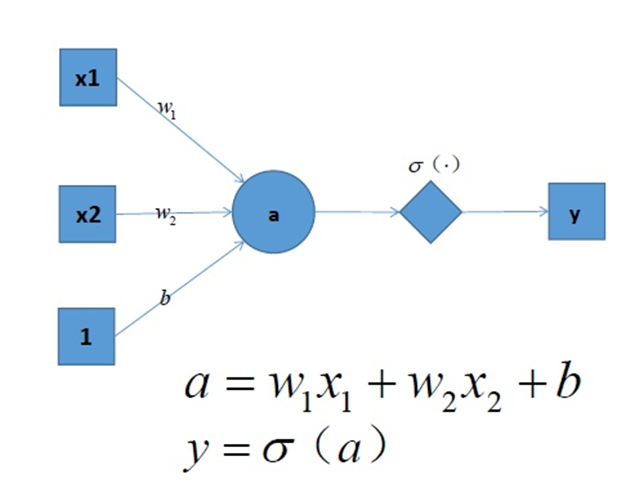 x1
w₁
σ（·）
x2
w₂
a
y
b
1
a = w₁x₁ + w₂x₂ + b
y = σ（a）